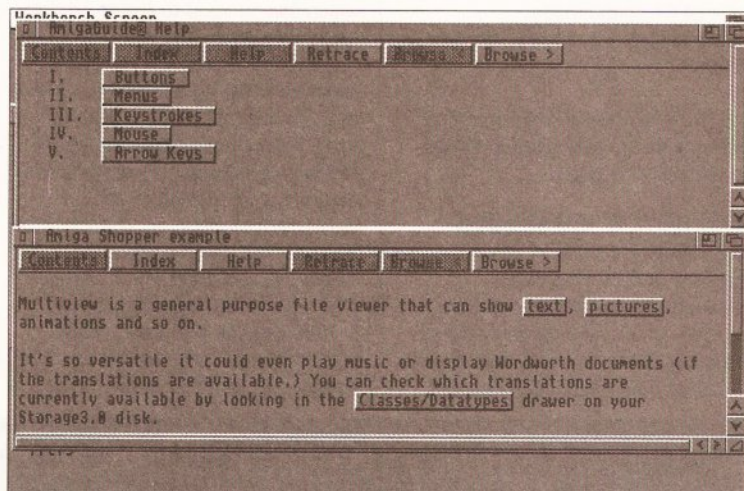 Workbench Screen
AmigaGuide® Help
Contents Index Help Retrace Browse < Browse >
I. Buttons
II. Menus
III. Keystrokes
IV. Mouse
V. Arrow Keys
Amiga Shopper example
Contents Index Help Retrace Browse < Browse >
Multiview is a general purpose file viewer that can show text, pictures,
animations and so on.
It's so versatile it could even play music or display Wordworth documents (if
the translations are available.) You can check which translations are
currently available by looking in the Classes/Datatypes drawer on your
Storage3.0 disk.